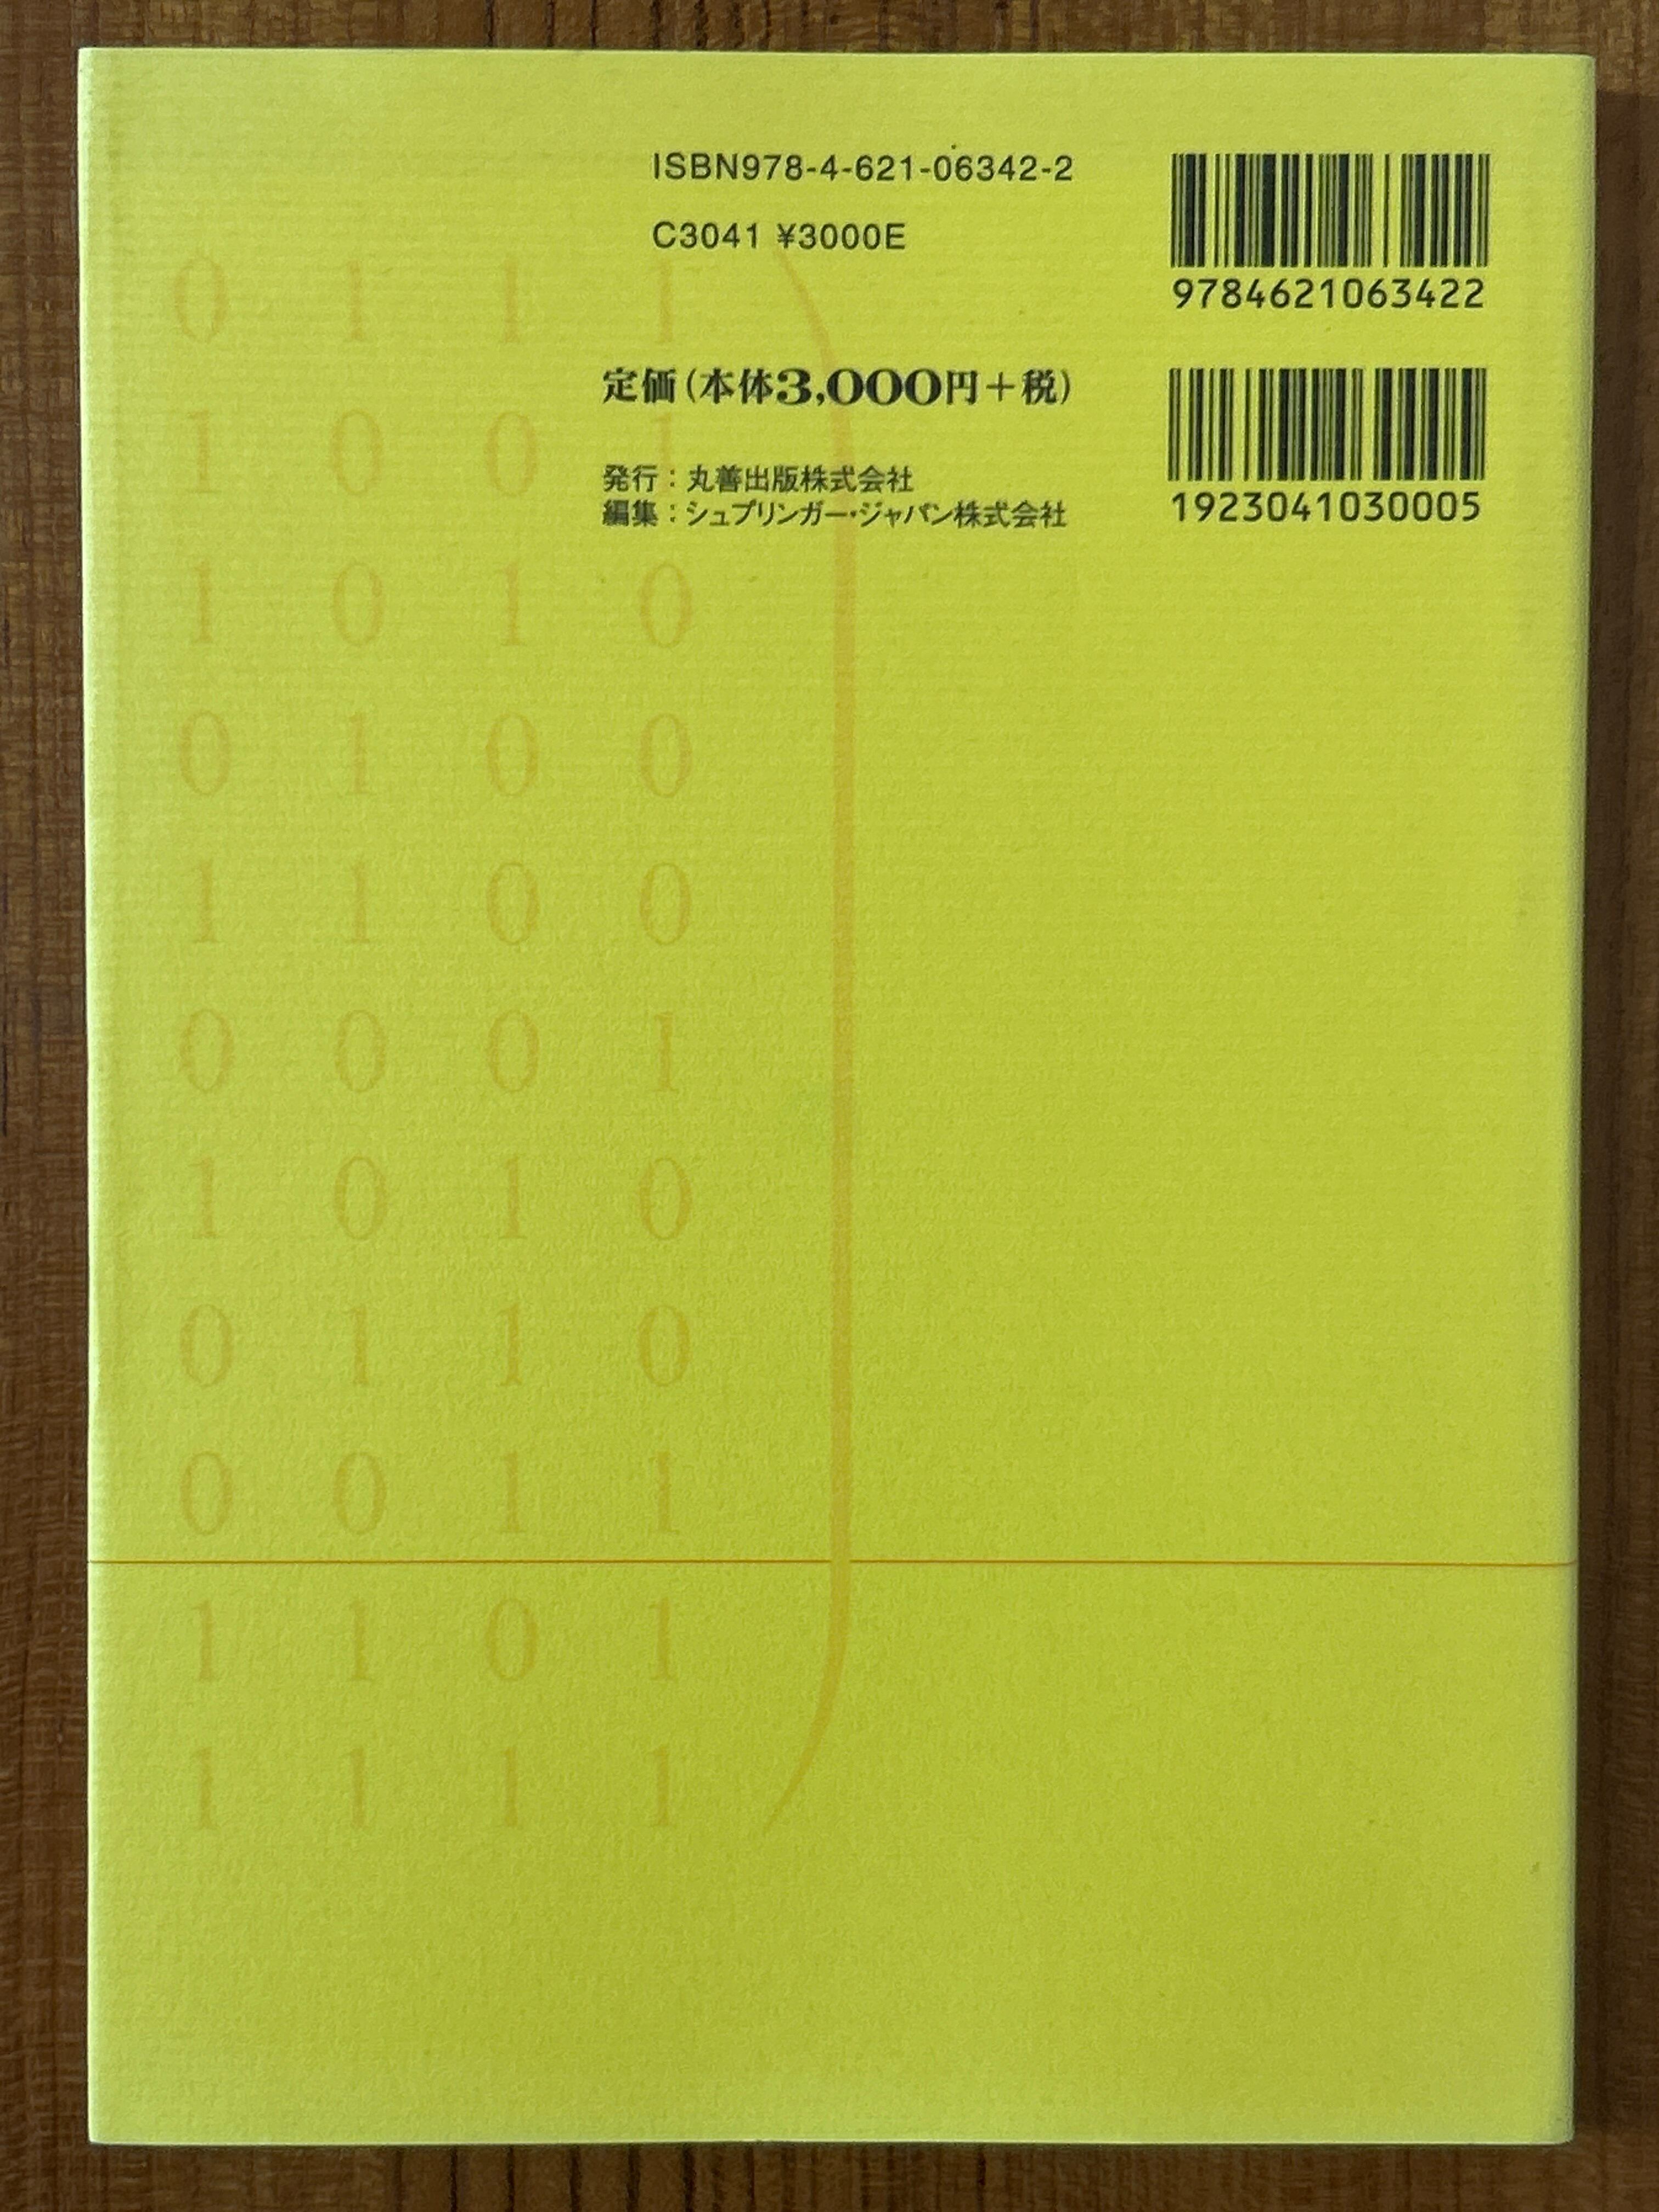 ISBN978-4-621-06342-2
C3041 ¥3000E
9784621063422
定価(本体3,000円+税)
発行：丸善出版株式会社
編集：シュプリンガー・ジャパン株式会社
1923041030005
0 1 1 1
1 0 0 1
1 0 1 0
0 1 0 0
1 1 0 0
0 0 0 1
1 0 1 0
0 1 1 0
0 0 1 1
1 1 0 1
1 1 1 1